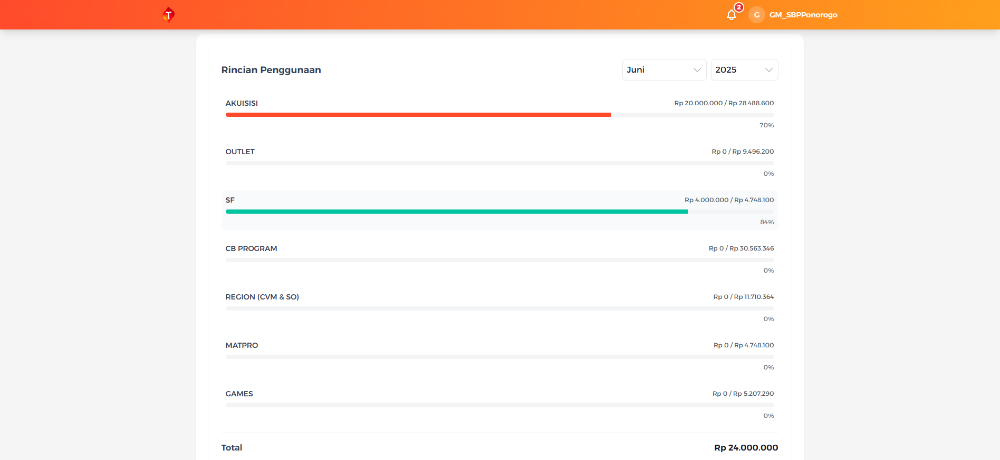 T
2
G
GM_SBPPonorogo
Rincian Penggunaan
Juni
2025
AKUISISI
Rp 20.000.000 / Rp 28.488.600
70%
OUTLET
Rp 0 / Rp 9.496.200
0%
SF
Rp 4.000.000 / Rp 4.748.100
84%
CB PROGRAM
Rp 0 / Rp 30.563.346
0%
REGION (CVM & SO)
Rp 0 / Rp 11.710.364
0%
MATPRO
Rp 0 / Rp 4.748.100
0%
GAMES
Rp 0 / Rp 5.207.290
0%
Total
Rp 24.000.000